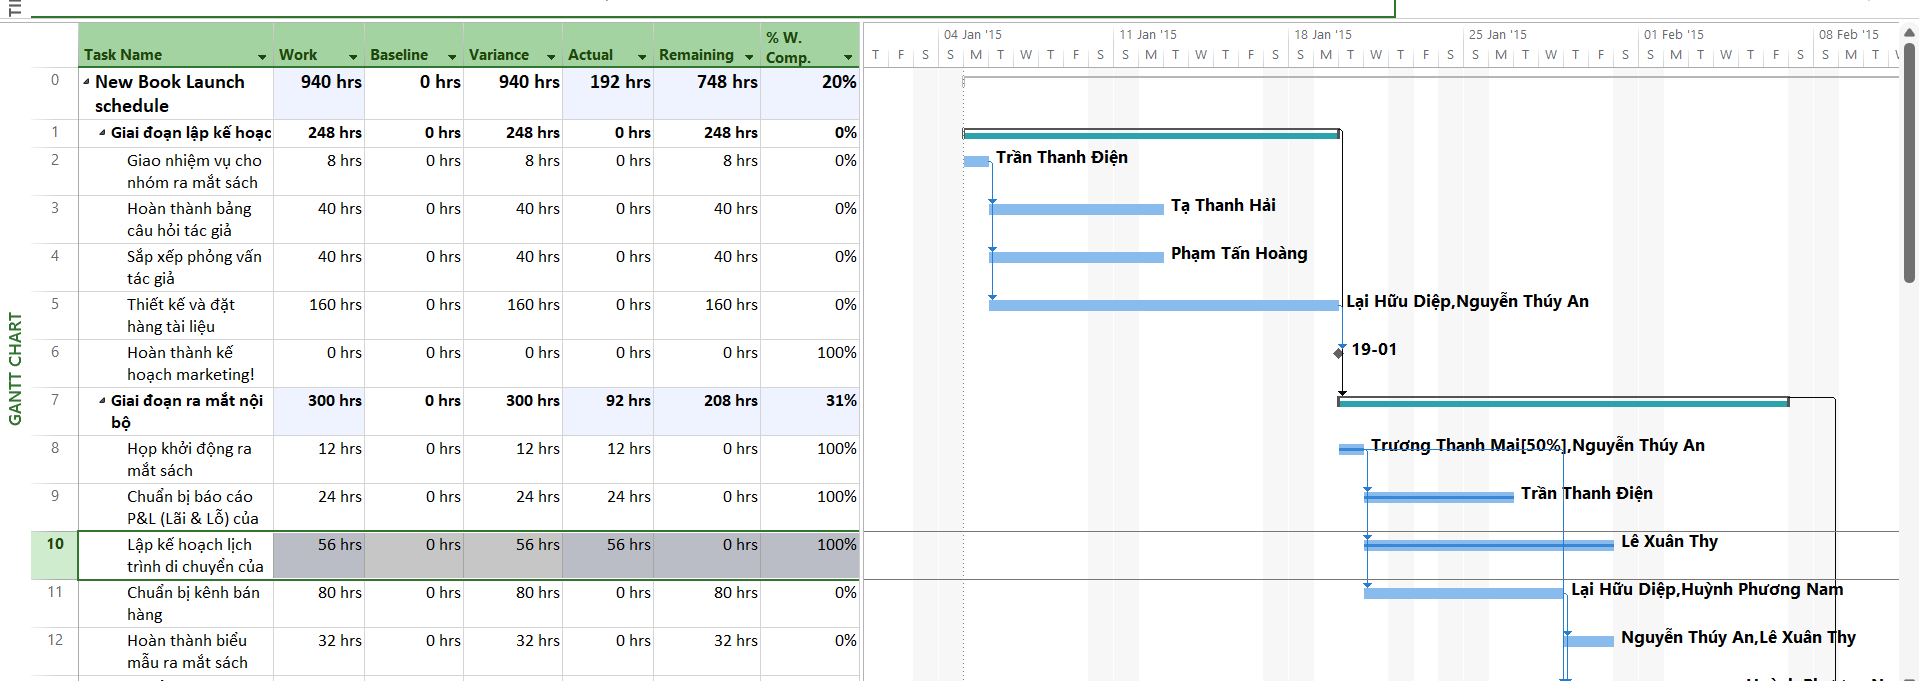 04 Jan '15 11 Jan '15 18 Jan '15 25 Jan '15 01 Feb '15 08 Feb '15
Task Name Work Baseline Variance Actual Remaining % W. Comp.
T F S S M T W T F S S M T W T F S S M T W T F S S M T W T F S S M T W T F S S M T W
0 New Book Launch schedule 940 hrs 0 hrs 940 hrs 192 hrs 748 hrs 20%
1 Giai đoạn lập kế hoạc 248 hrs 0 hrs 248 hrs 0 hrs 248 hrs 0%
2 Giao nhiệm vụ cho nhóm ra mắt sách 8 hrs 0 hrs 8 hrs 0 hrs 8 hrs 0% Trần Thanh Điện
3 Hoàn thành bảng câu hỏi tác giả 40 hrs 0 hrs 40 hrs 0 hrs 40 hrs 0% Tạ Thanh Hải
4 Sắp xếp phỏng vấn tác giả 40 hrs 0 hrs 40 hrs 0 hrs 40 hrs 0% Phạm Tấn Hoàng
5 Thiết kế và đặt hàng tài liệu 160 hrs 0 hrs 160 hrs 0 hrs 160 hrs 0% Lại Hữu Diệp,Nguyễn Thúy An
6 Hoàn thành kế hoạch marketing! 0 hrs 0 hrs 0 hrs 0 hrs 0 hrs 100% 19-01
7 Giai đoạn ra mắt nội bộ 300 hrs 0 hrs 300 hrs 92 hrs 208 hrs 31%
8 Họp khởi động ra mắt sách 12 hrs 0 hrs 12 hrs 12 hrs 0 hrs 100% Trương Thanh Mai[50%],Nguyễn Thúy An
9 Chuẩn bị báo cáo P&L (Lãi & Lỗ) của 24 hrs 0 hrs 24 hrs 24 hrs 0 hrs 100% Trần Thanh Điện
10 Lập kế hoạch lịch trình di chuyển của 56 hrs 0 hrs 56 hrs 56 hrs 0 hrs 100% Lê Xuân Thy
11 Chuẩn bị kênh bán hàng 80 hrs 0 hrs 80 hrs 0 hrs 80 hrs 0% Lại Hữu Diệp,Huỳnh Phương Nam
12 Hoàn thành biểu mẫu ra mắt sách 32 hrs 0 hrs 32 hrs 0 hrs 32 hrs 0% Nguyễn Thúy An,Lê Xuân Thy
GANTT CHART